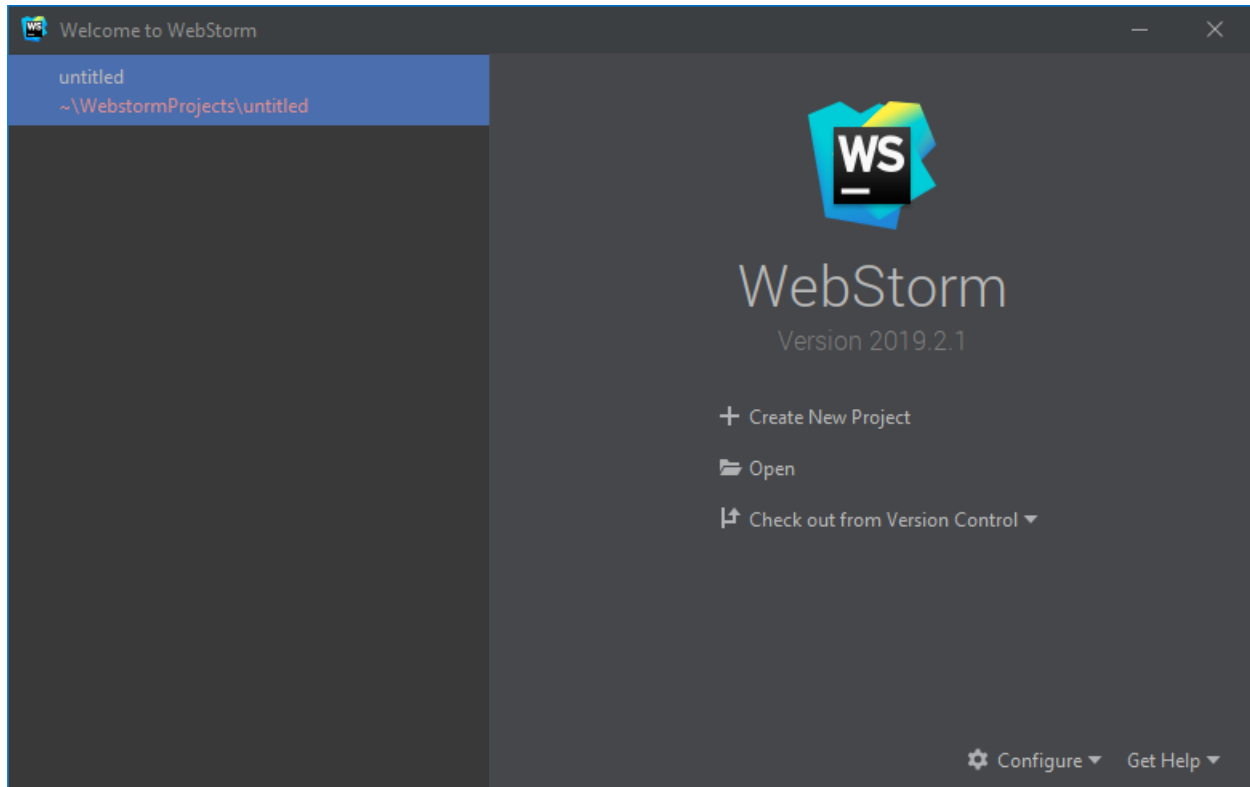 Welcome to WebStorm
untitled
~\WebstormProjects\untitled
WS
WebStorm
Version 2019.2.1
Create New Project
Open
Check out from Version Control
Configure
Get Help